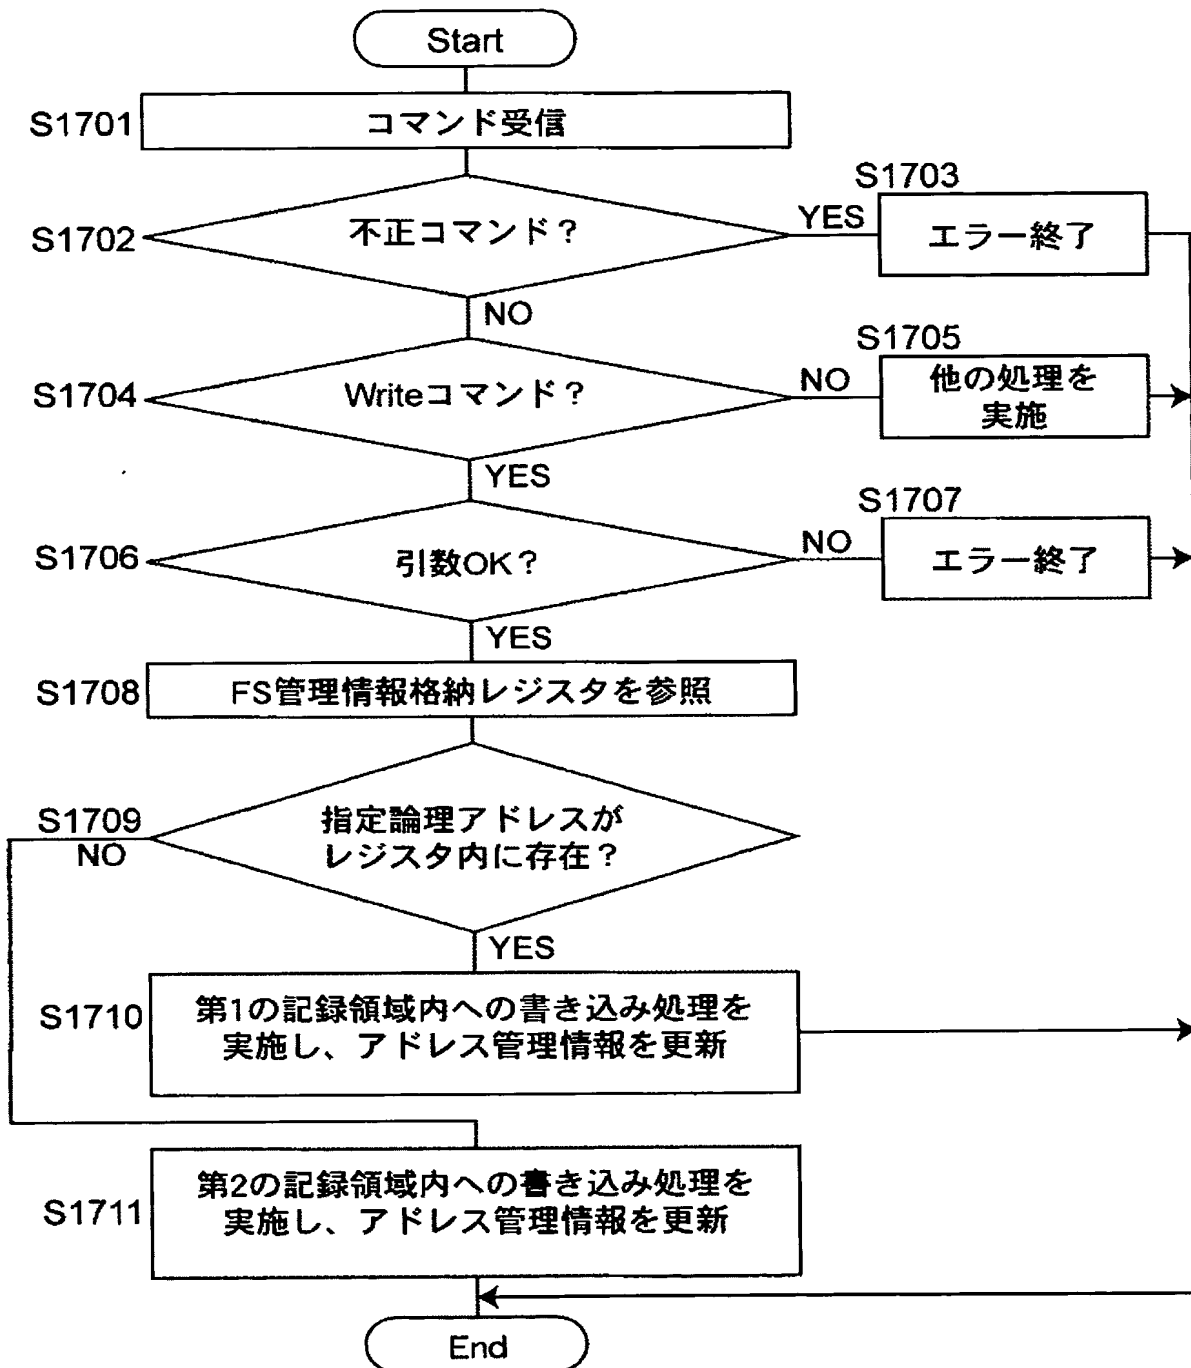 Start
S1701
コマンド受信
S1702
不正コマンド？
YES
S1703
エラー終了
NO
S1704
Writeコマンド？
NO
S1705
他の処理を
実施
YES
S1706
引数OK？
NO
S1707
エラー終了
YES
S1708
FS管理情報格納レジスタを参照
S1709
指定論理アドレスが
レジスタ内に存在？
NO
YES
S1710
第1の記録領域内への書き込み処理を
実施し、アドレス管理情報を更新
S1711
第2の記録領域内への書き込み処理を
実施し、アドレス管理情報を更新
End